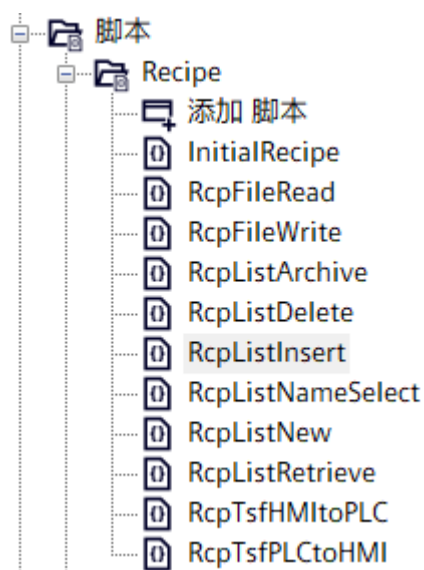 脚本
Recipe
添加 脚本
InitialRecipe
RcpFileRead
RcpFileWrite
RcpListArchive
RcpListDelete
RcpListInsert
RcpListNameSelect
RcpListNew
RcpListRetrieve
RcpTsfHMItoPLC
RcpTsfPLCtoHMI